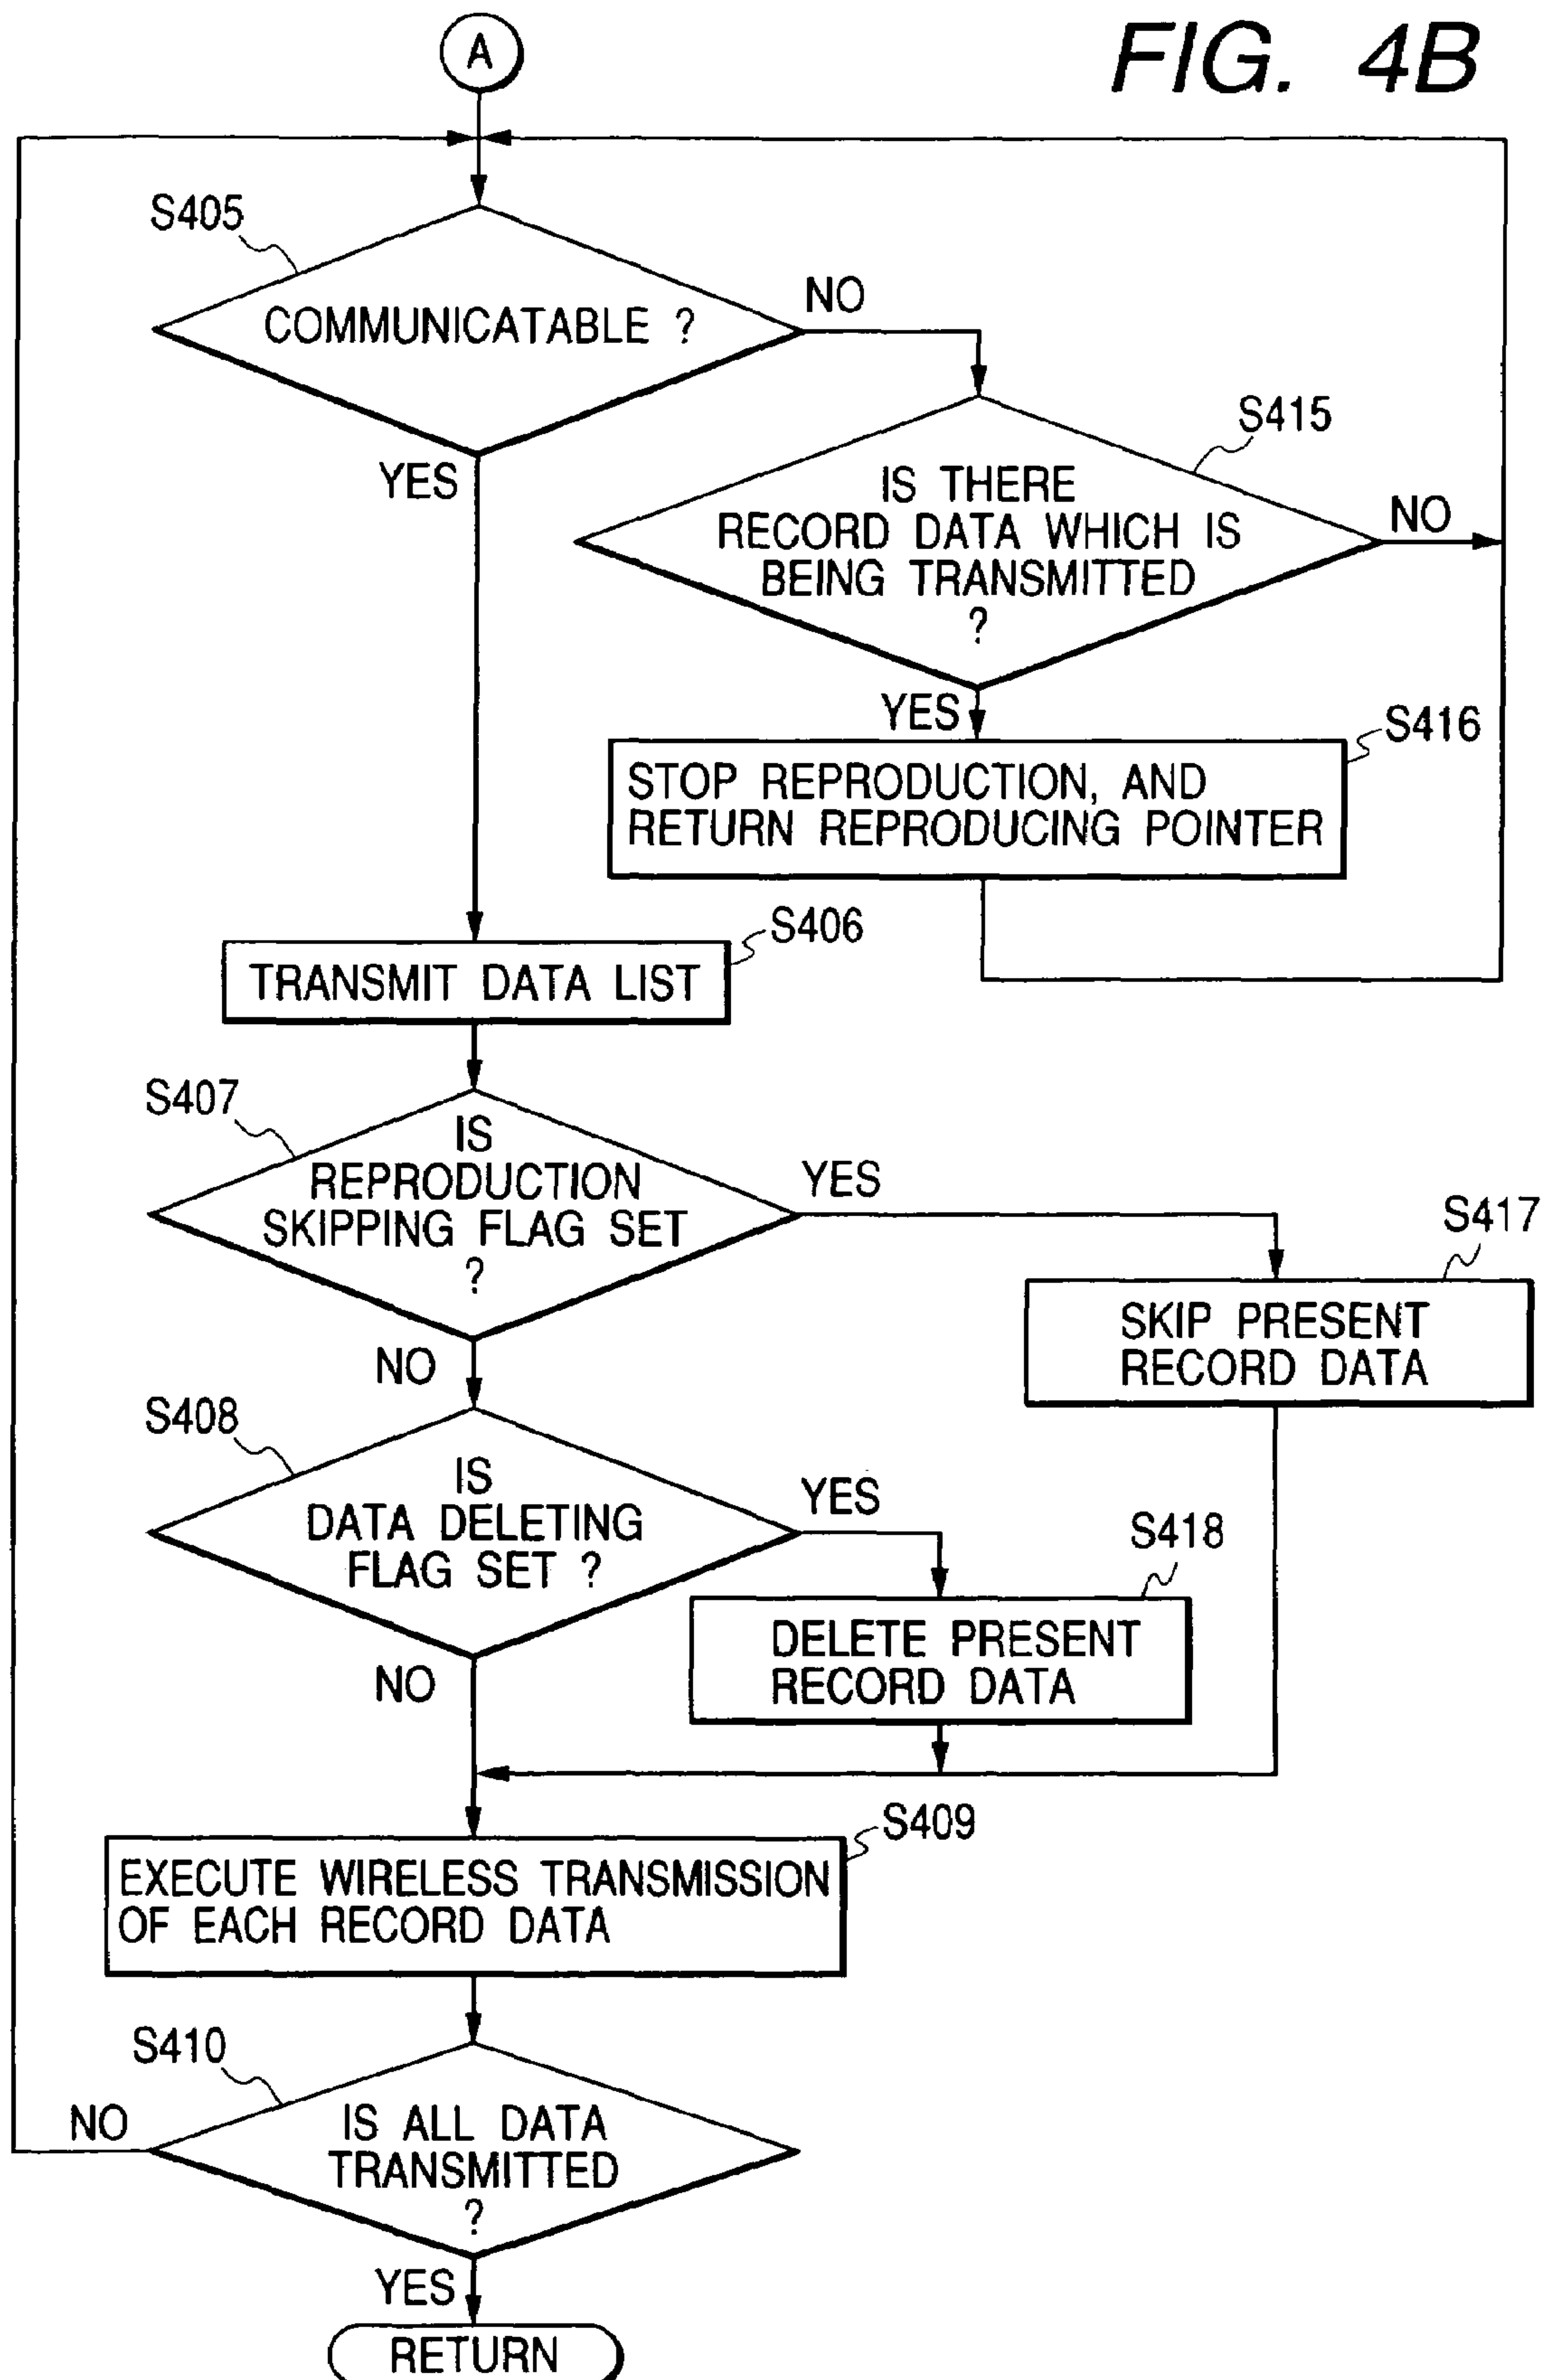 FIG. 4B
A
S405
COMMUNICATABLE ?
NO
YES
S415
IS THERE
RECORD DATA WHICH IS
BEING TRANSMITTED
?
NO
YES
S416
STOP REPRODUCTION, AND
RETURN REPRODUCING POINTER
S406
TRANSMIT DATA LIST
S407
IS
REPRODUCTION
SKIPPING FLAG SET
?
YES
S417
SKIP PRESENT
RECORD DATA
NO
S408
IS
DATA DELETING
FLAG SET ?
YES
S418
DELETE PRESENT
RECORD DATA
NO
S409
EXECUTE WIRELESS TRANSMISSION
OF EACH RECORD DATA
S410
NO
IS ALL DATA
TRANSMITTED
?
YES
RETURN